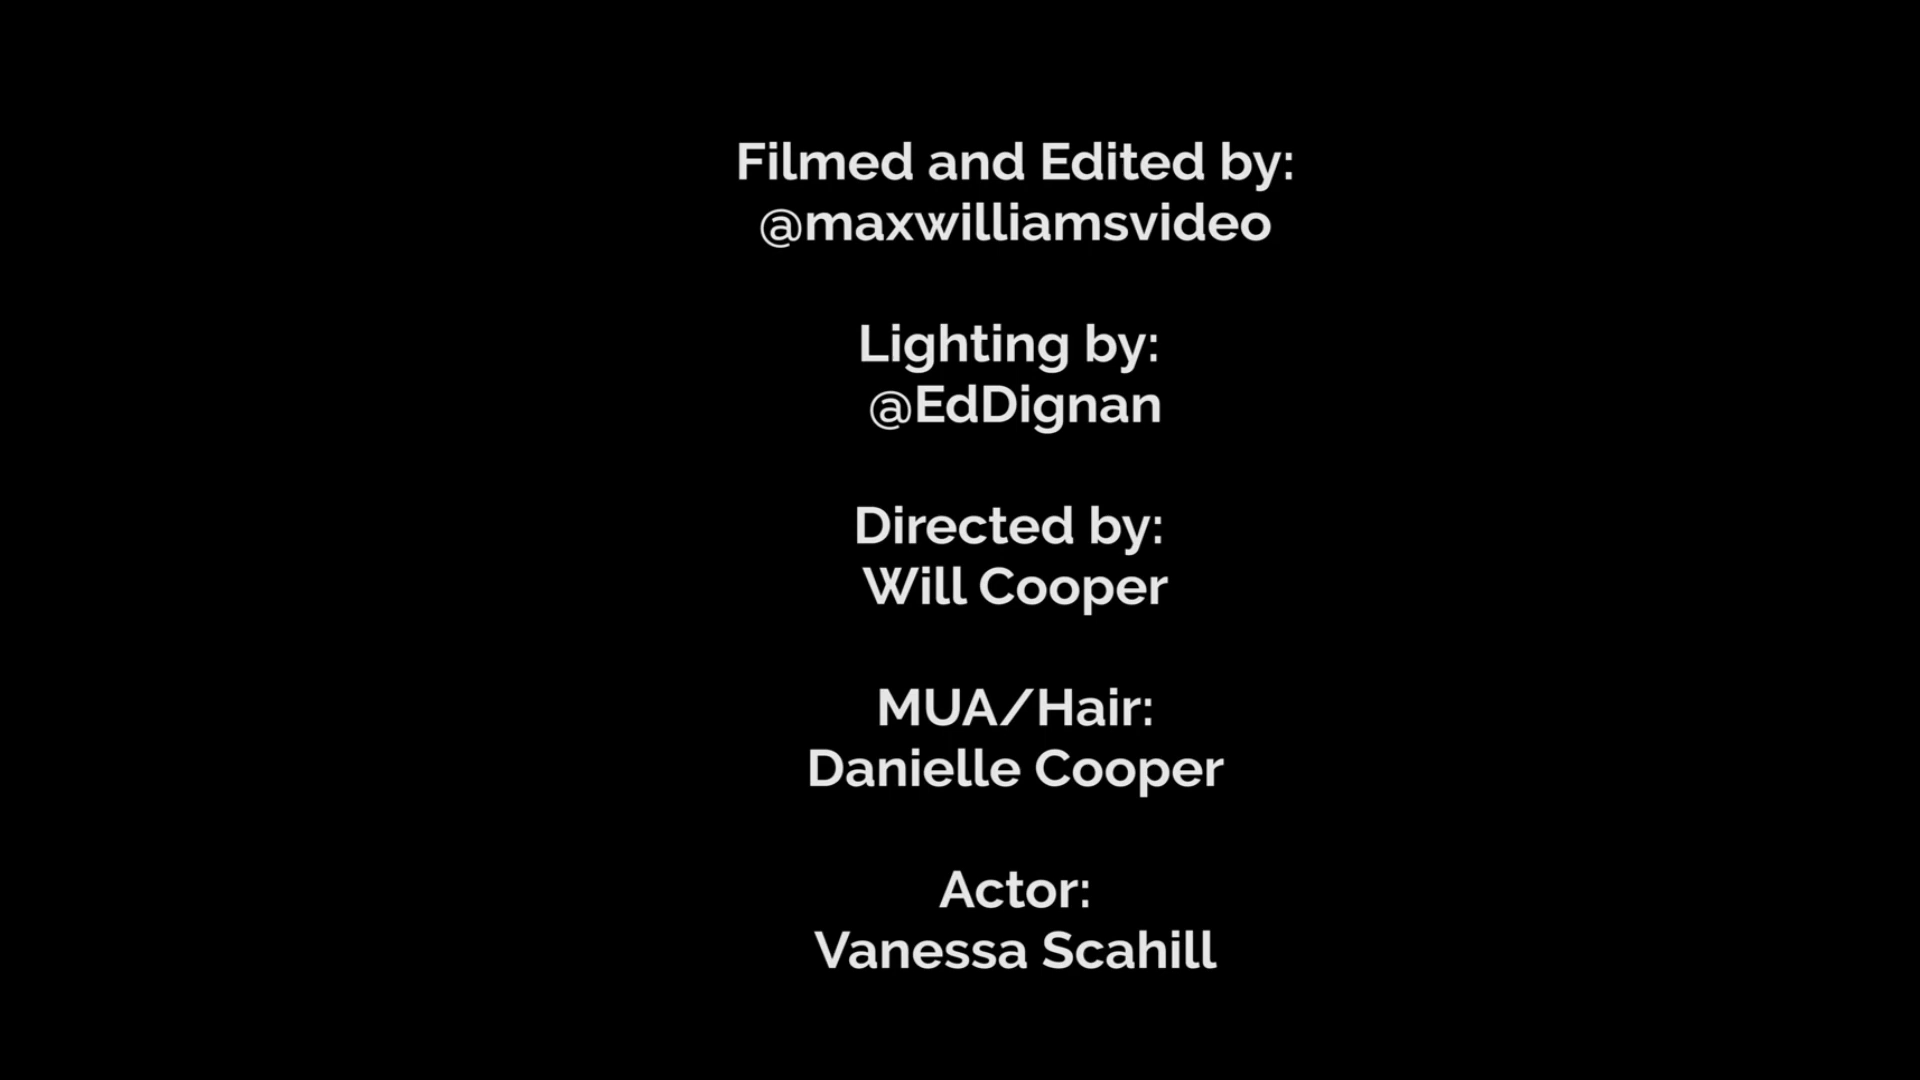 Filmed and Edited by:
@maxwilliamsvideo
Lighting by:
@EdDignan
Directed by:
Will Cooper
MUA/Hair:
Danielle Cooper
Actor:
Vanessa Scahill